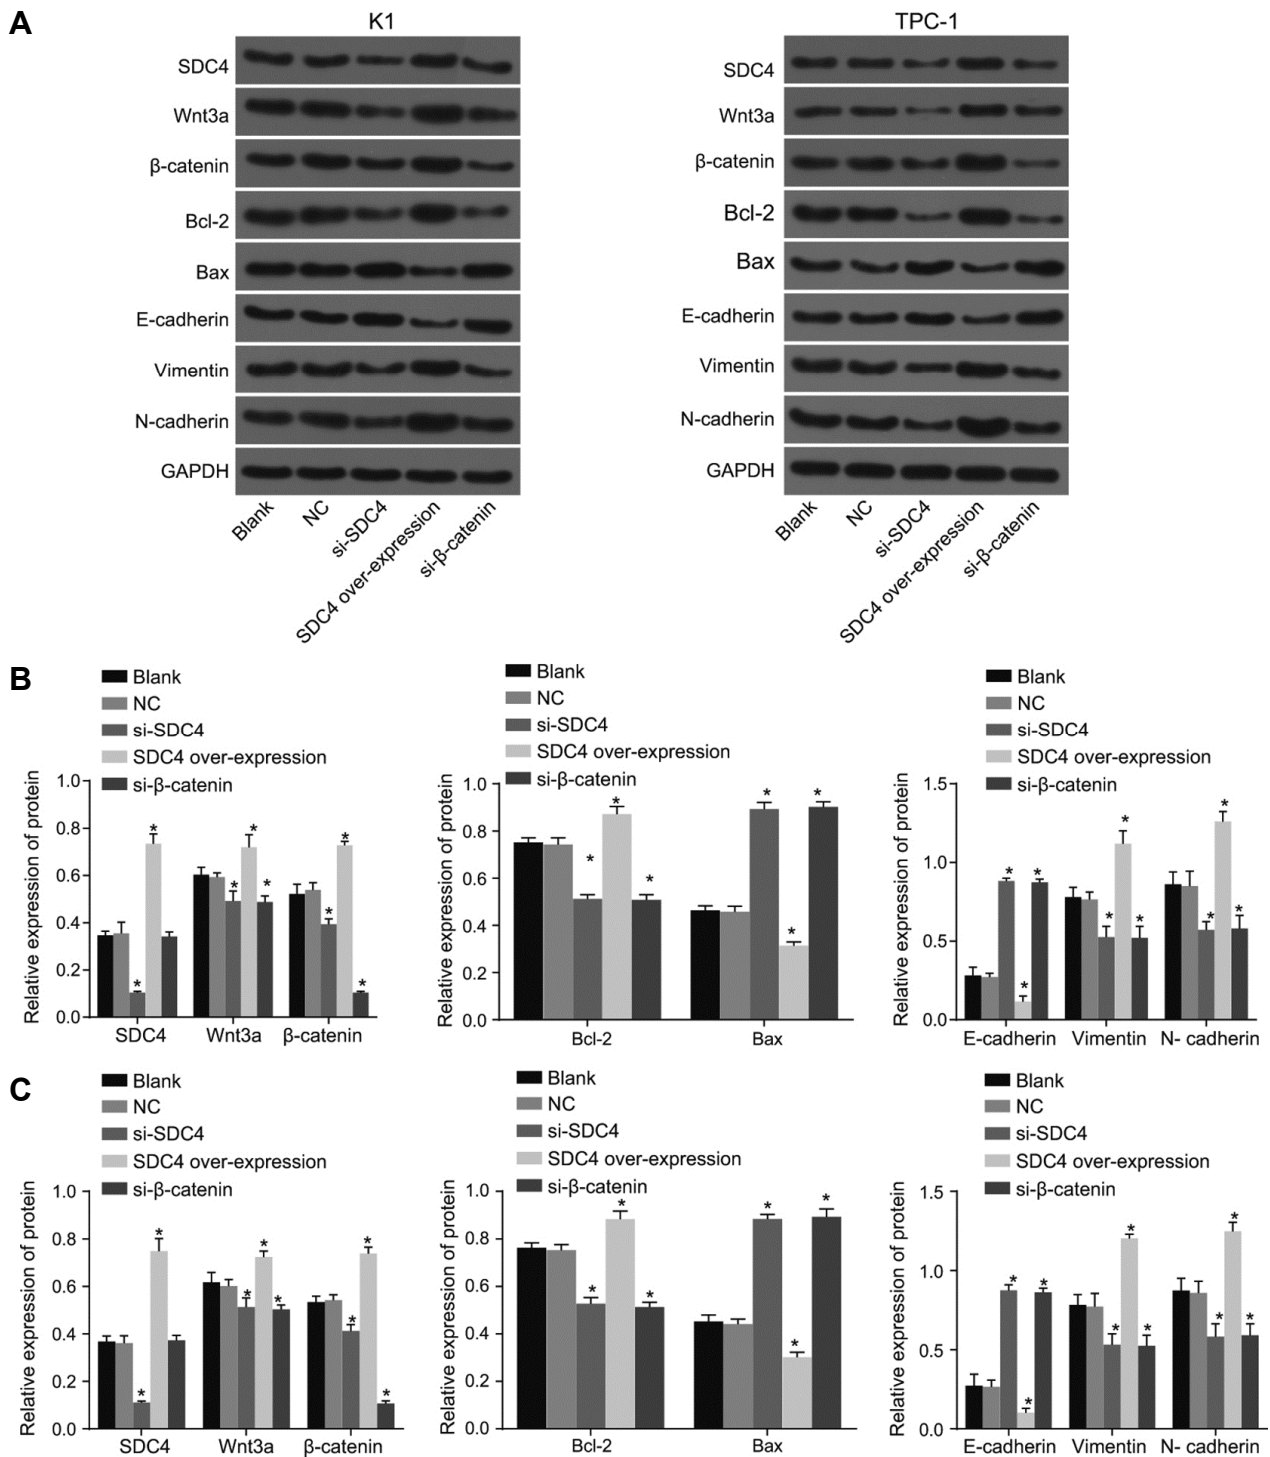 A
K1
TPC-1
SDC4
Wnt3a
β-catenin
Bcl-2
Bax
E-cadherin
Vimentin
N-cadherin
GAPDH
Blank
NC
si-SDC4
SDC4 over-expression
si-β-catenin
SDC4
Wnt3a
β-catenin
Bcl-2
Bax
E-cadherin
Vimentin
N-cadherin
GAPDH
Blank
NC
si-SDC4
SDC4 over-expression
si-β-catenin
B
Blank
NC
si-SDC4
SDC4 over-expression
si-β-catenin
Relative expression of protein
1.0
0.8
0.6
0.4
0.2
0.0
* * * * * * * *
SDC4 Wnt3a β-catenin
Blank
NC
si-SDC4
SDC4 over-expression
si-β-catenin
Relative expression of protein
1.0
0.8
0.6
0.4
0.2
0.0
* * * * * *
Bcl-2 Bax
Blank
NC
si-SDC4
SDC4 over-expression
si-β-catenin
Relative expression of protein
1.5
1.0
0.5
0.0
* * * * * * * * *
E-cadherin Vimentin N- cadherin
C
Blank
NC
si-SDC4
SDC4 over-expression
si-β-catenin
Relative expression of protein
1.0
0.8
0.6
0.4
0.2
0.0
* * * * * * * *
SDC4 Wnt3a β-catenin
Blank
NC
si-SDC4
SDC4 over-expression
si-β-catenin
Relative expression of protein
1.0
0.8
0.6
0.4
0.2
0.0
* * * * * *
Bcl-2 Bax
Blank
NC
si-SDC4
SDC4 over-expression
si-β-catenin
Relative expression of protein
1.5
1.0
0.5
0.0
* * * * * * * * *
E-cadherin Vimentin N- cadherin